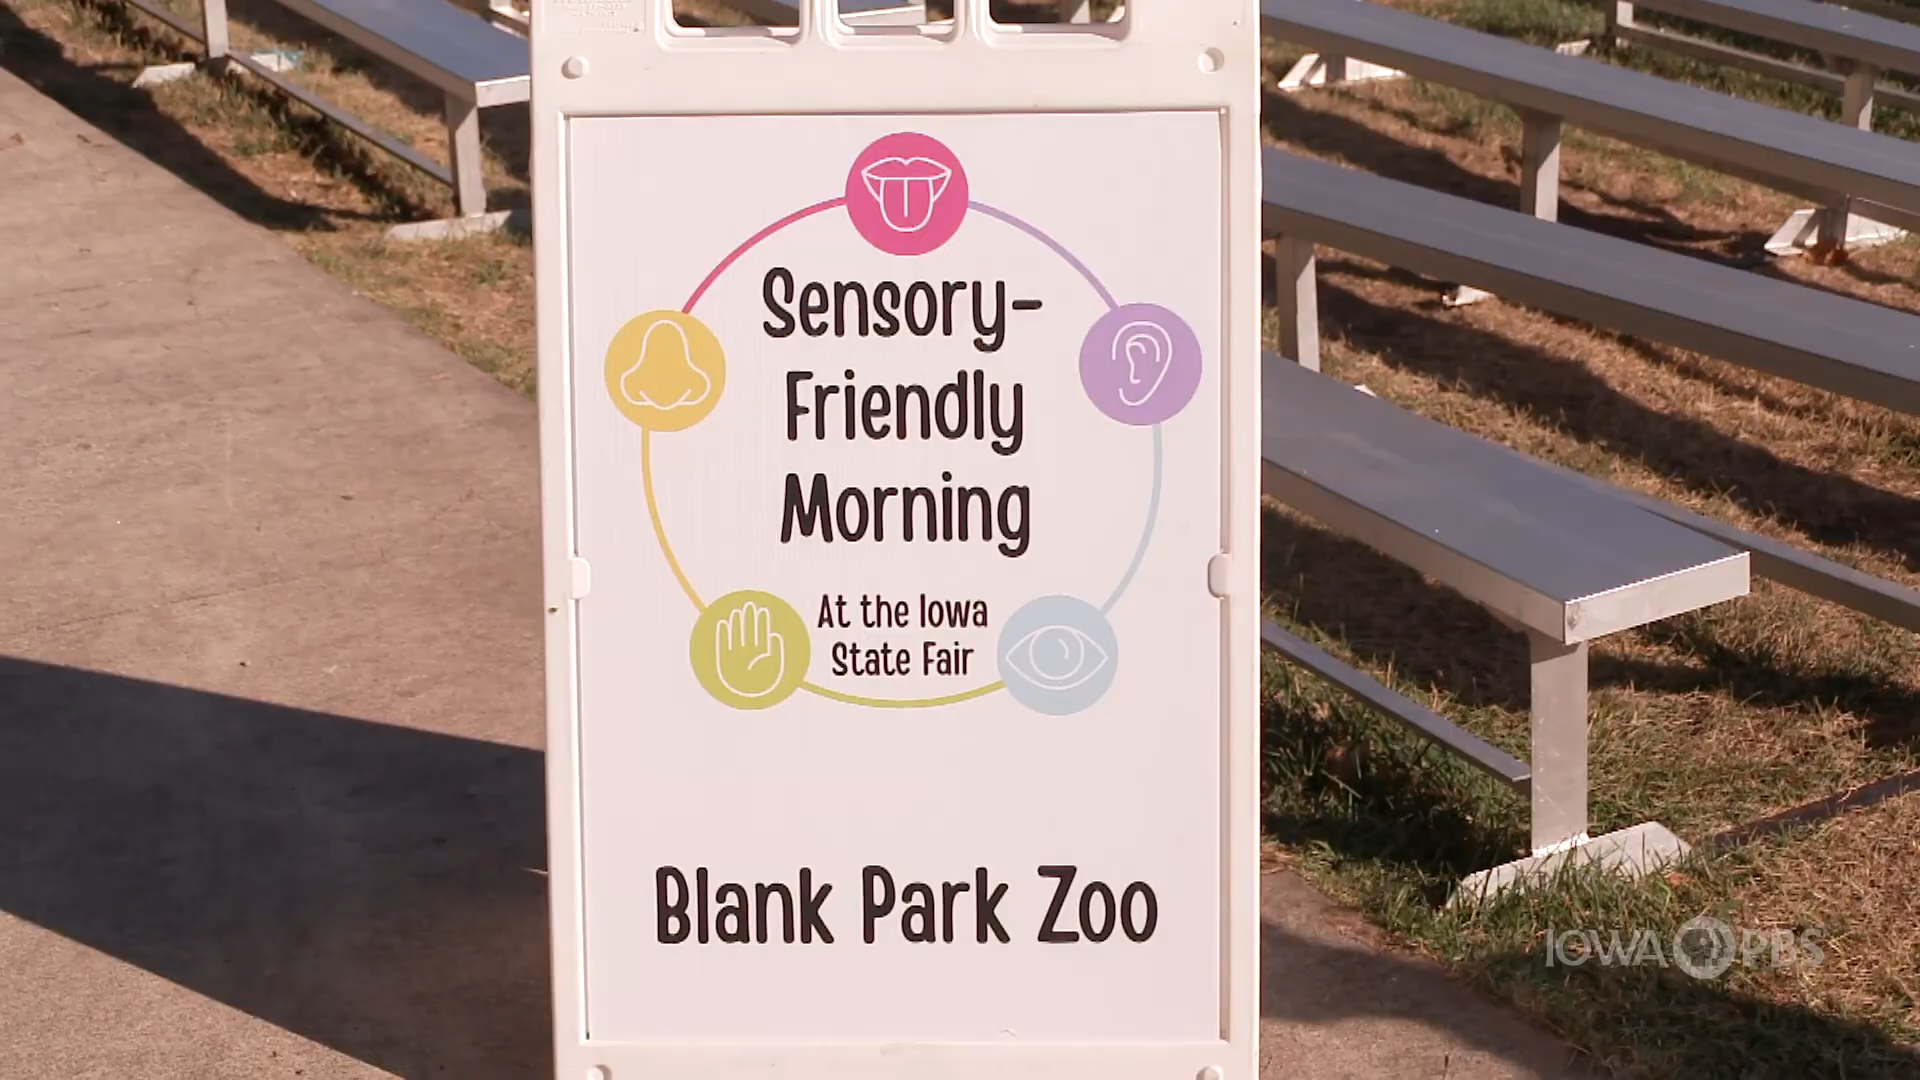 Sensory-
Friendly
Morning
At the Iowa
State Fair
Blank Park Zoo
IOWA PBS